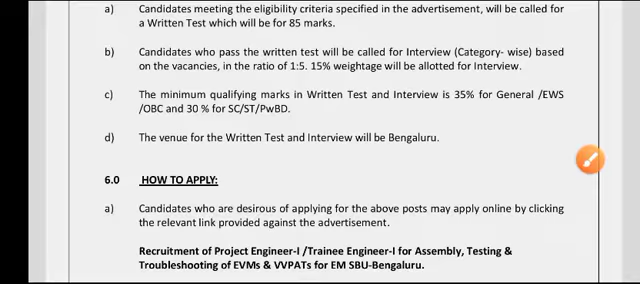 a) Candidates meeting the eligibility criteria specified in the advertisement, will be called for
a Written Test which will be for 85 marks.
b) Candidates who pass the written test will be called for Interview (Category- wise) based
on the vacancies, in the ratio of 1:5. 15% weightage will be allotted for Interview.
c) The minimum qualifying marks in Written Test and Interview is 35% for General /EWS
/OBC and 30 % for SC/ST/PwBD.
d) The venue for the Written Test and Interview will be Bengaluru.
6.0 HOW TO APPLY:
a) Candidates who are desirous of applying for the above posts may apply online by clicking
the relevant link provided against the advertisement.
Recruitment of Project Engineer-I /Trainee Engineer-I for Assembly, Testing &
Troubleshooting of EVMs & VVPATs for EM SBU-Bengaluru.